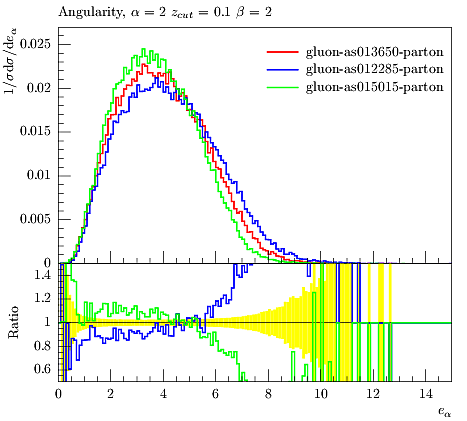 Angularity, α = 2 z_cut = 0.1 β = 2
1/σ dσ/de_α
gluon-as013650-parton
gluon-as012285-parton
gluon-as015015-parton
0.025
0.02
0.015
0.01
0.005
0
Ratio
1.4
1.2
1
0.8
0.6
0 2 4 6 8 10 12 14
e_α